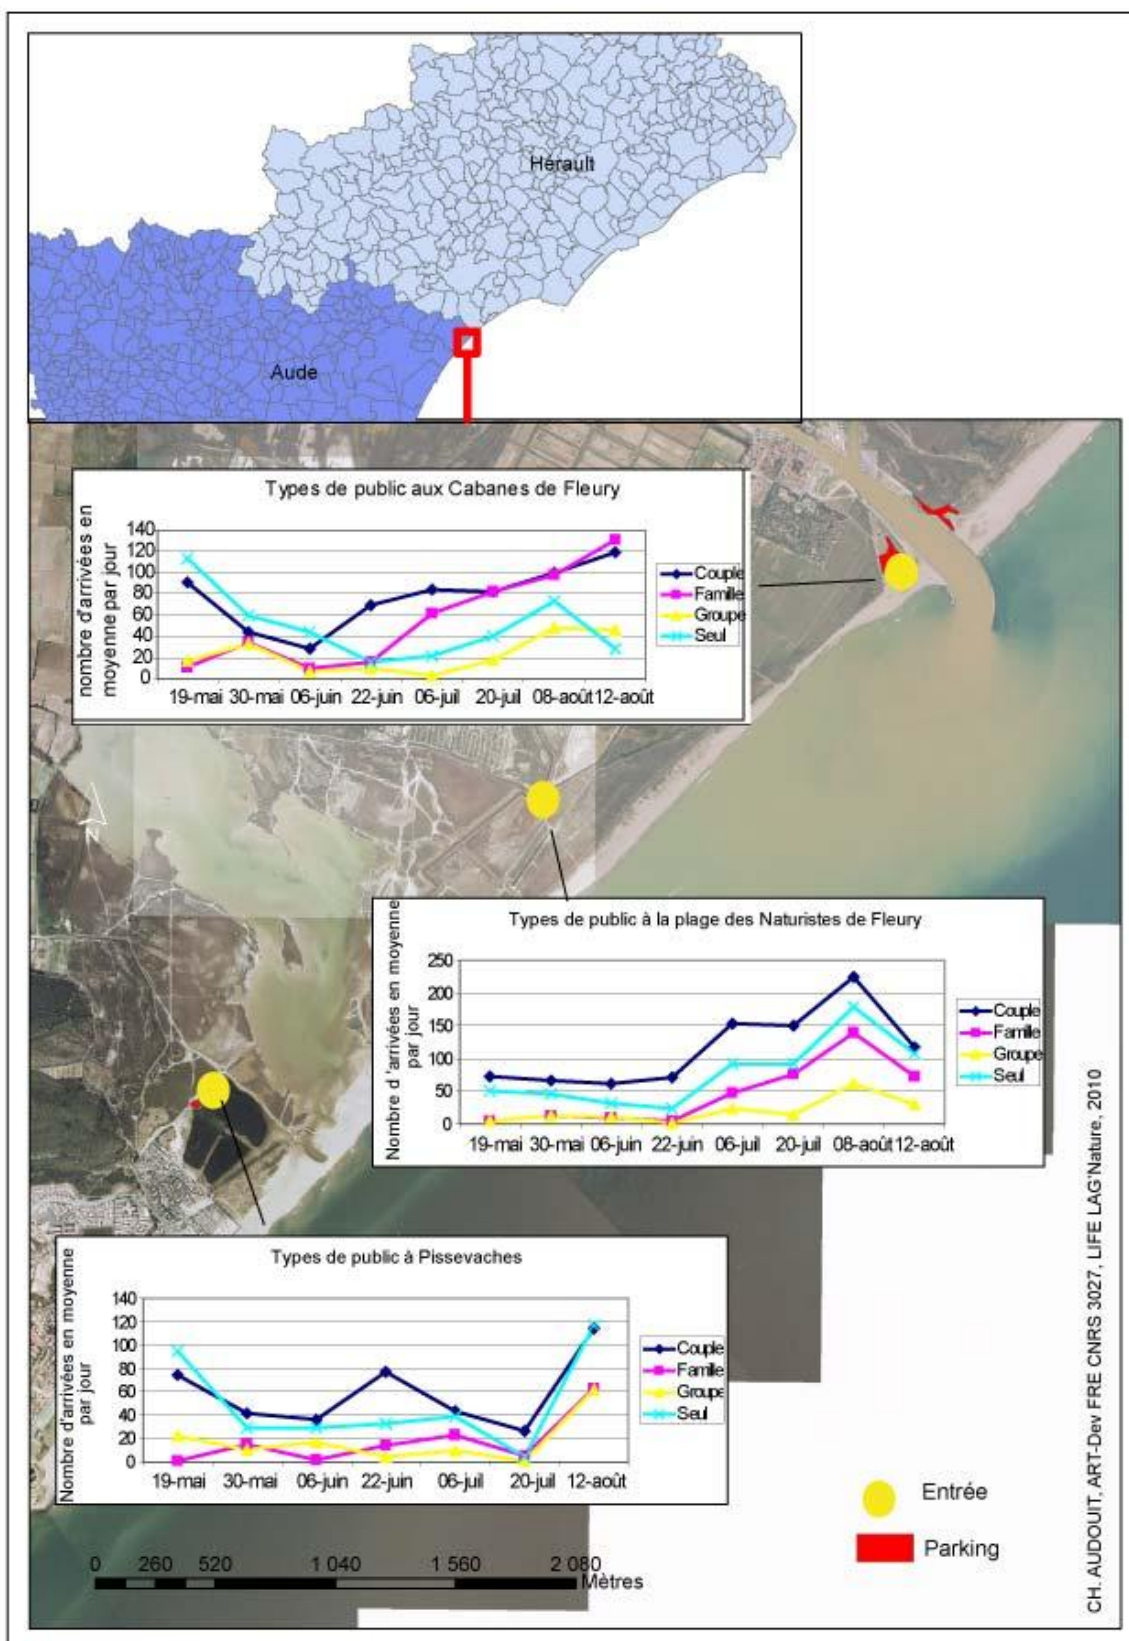 Hérault
Aude
Types de public aux Cabanes de Fleury
nombre d'arrivées en
moyenne par jour
140
120
100
80
60
40
20
0
19-mai 30-mai 06-juin 22-juin 06-juil 20-juil 08-août 12-août
Couple
Famille
Groupe
Seul
Types de public à la plage des Naturistes de Fleury
Nombre d 'arrivées en moyenne
par jour
250
200
150
100
50
0
19-mai 30-mai 06-juin 22-juin 06-juil 20-juil 08-août 12-août
Couple
Famille
Groupe
Seul
Types de public à Pissevaches
Nombre d'arrivées en moyenne
par jour
140
120
100
80
60
40
20
0
19-mai 30-mai 06-juin 22-juin 06-juil 20-juil 12-août
Couple
Famille
Groupe
Seul
Entrée
Parking
0 260 520 1 040 1 560 2 080
Mètres
CH. AUDOUIT, ART-Dev FRE CNRS 3027, LIFE LAG'Nature, 2010